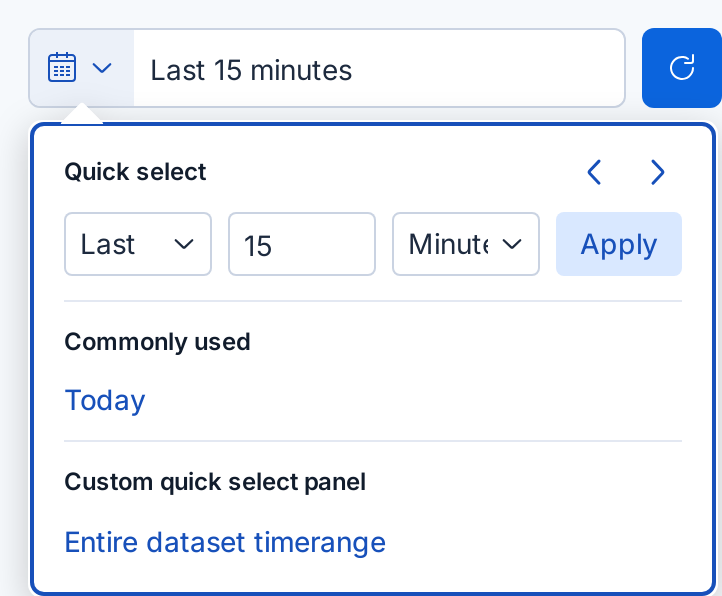 Last 15 minutes
Quick select
Last 15 Minute Apply
Commonly used
Today
Custom quick select panel
Entire dataset timerange